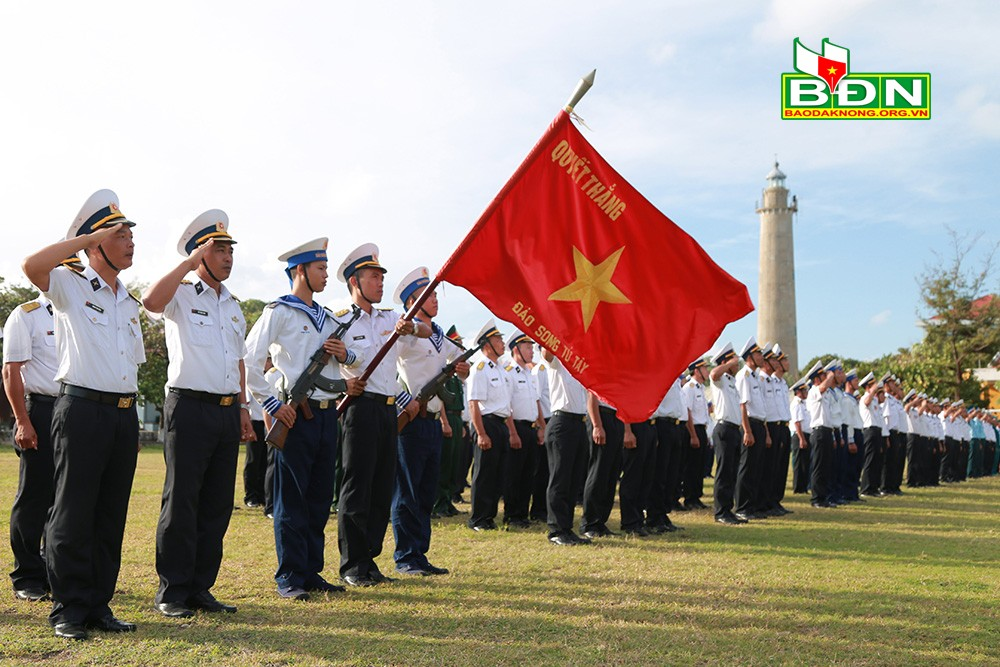 BĐN
BAODAKNONG.ORG.VN
QUYẾT THẮNG
ĐẢO SONG TỬ TÂY